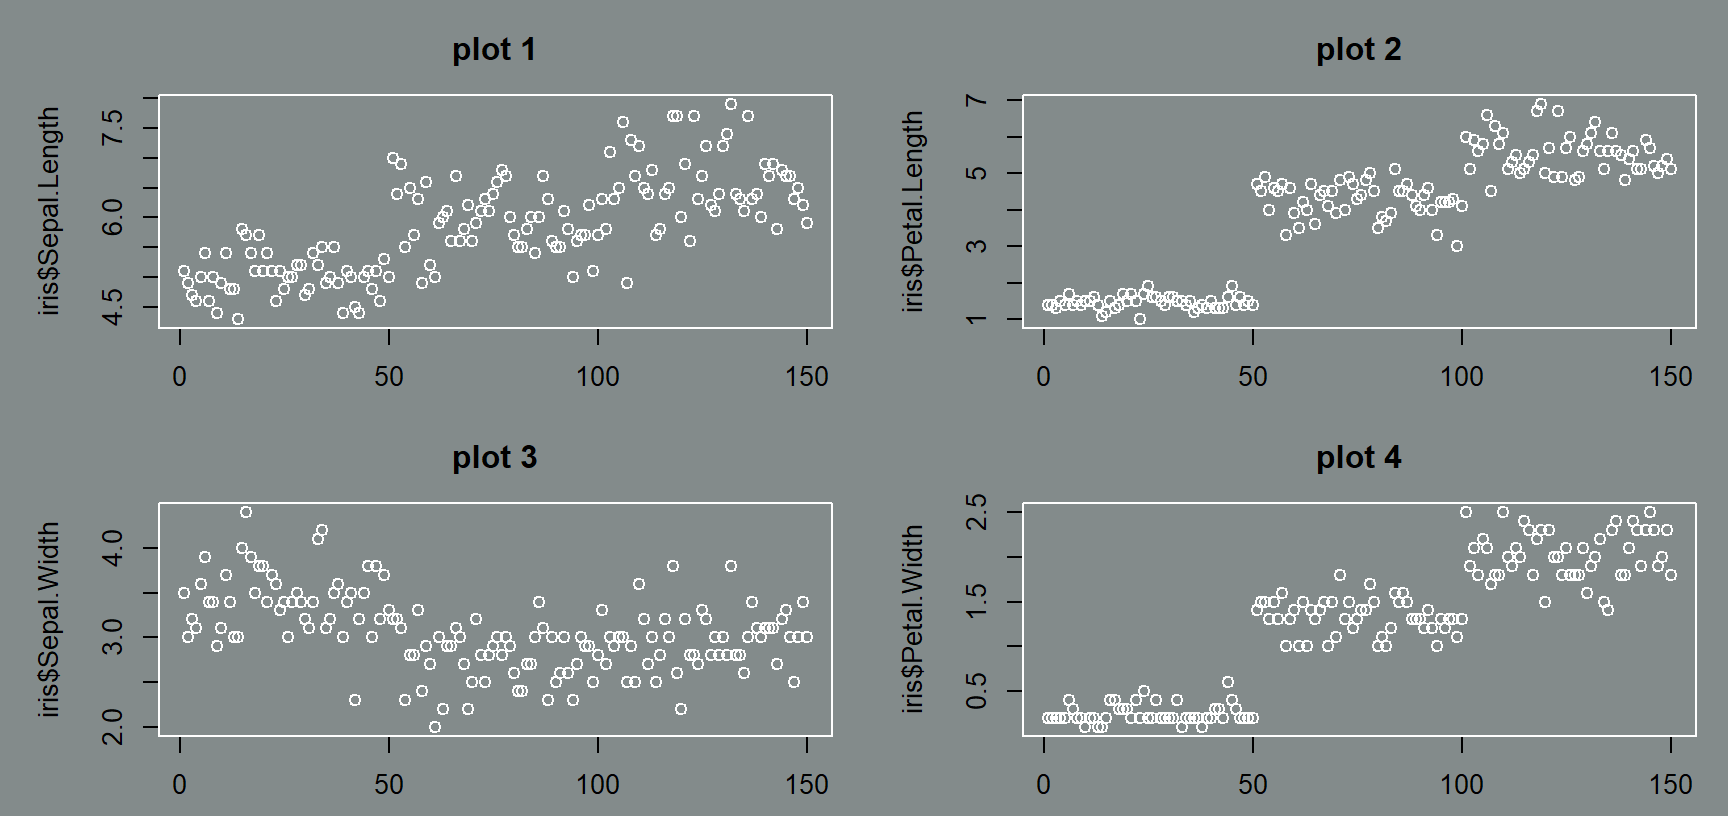 plot 1
iris$Sepal.Length
7.5
6.0
4.5
0 50 100 150
plot 2
iris$Petal.Length
7
5
3
1
0 50 100 150
plot 3
iris$Sepal.Width
4.0
3.0
2.0
0 50 100 150
plot 4
iris$Petal.Width
2.5
1.5
0.5
0 50 100 150